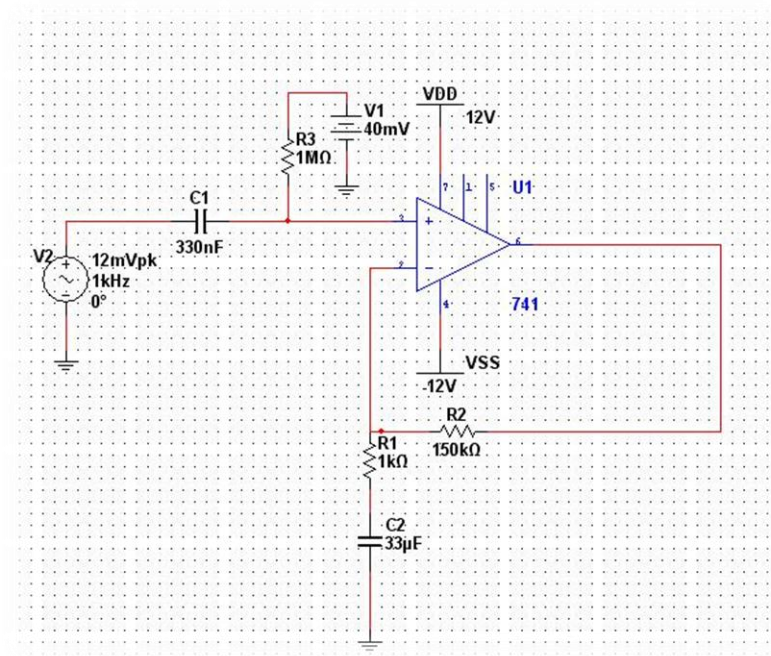 VDD
12V
V1
40mV
R3
1MΩ
7
1
5
U1
C1
330nF
3
+
6
V2
+
12mVpk
1kHz
0°
2
4
741
VSS
-12V
R2
150kΩ
R1
1kΩ
C2
33µF